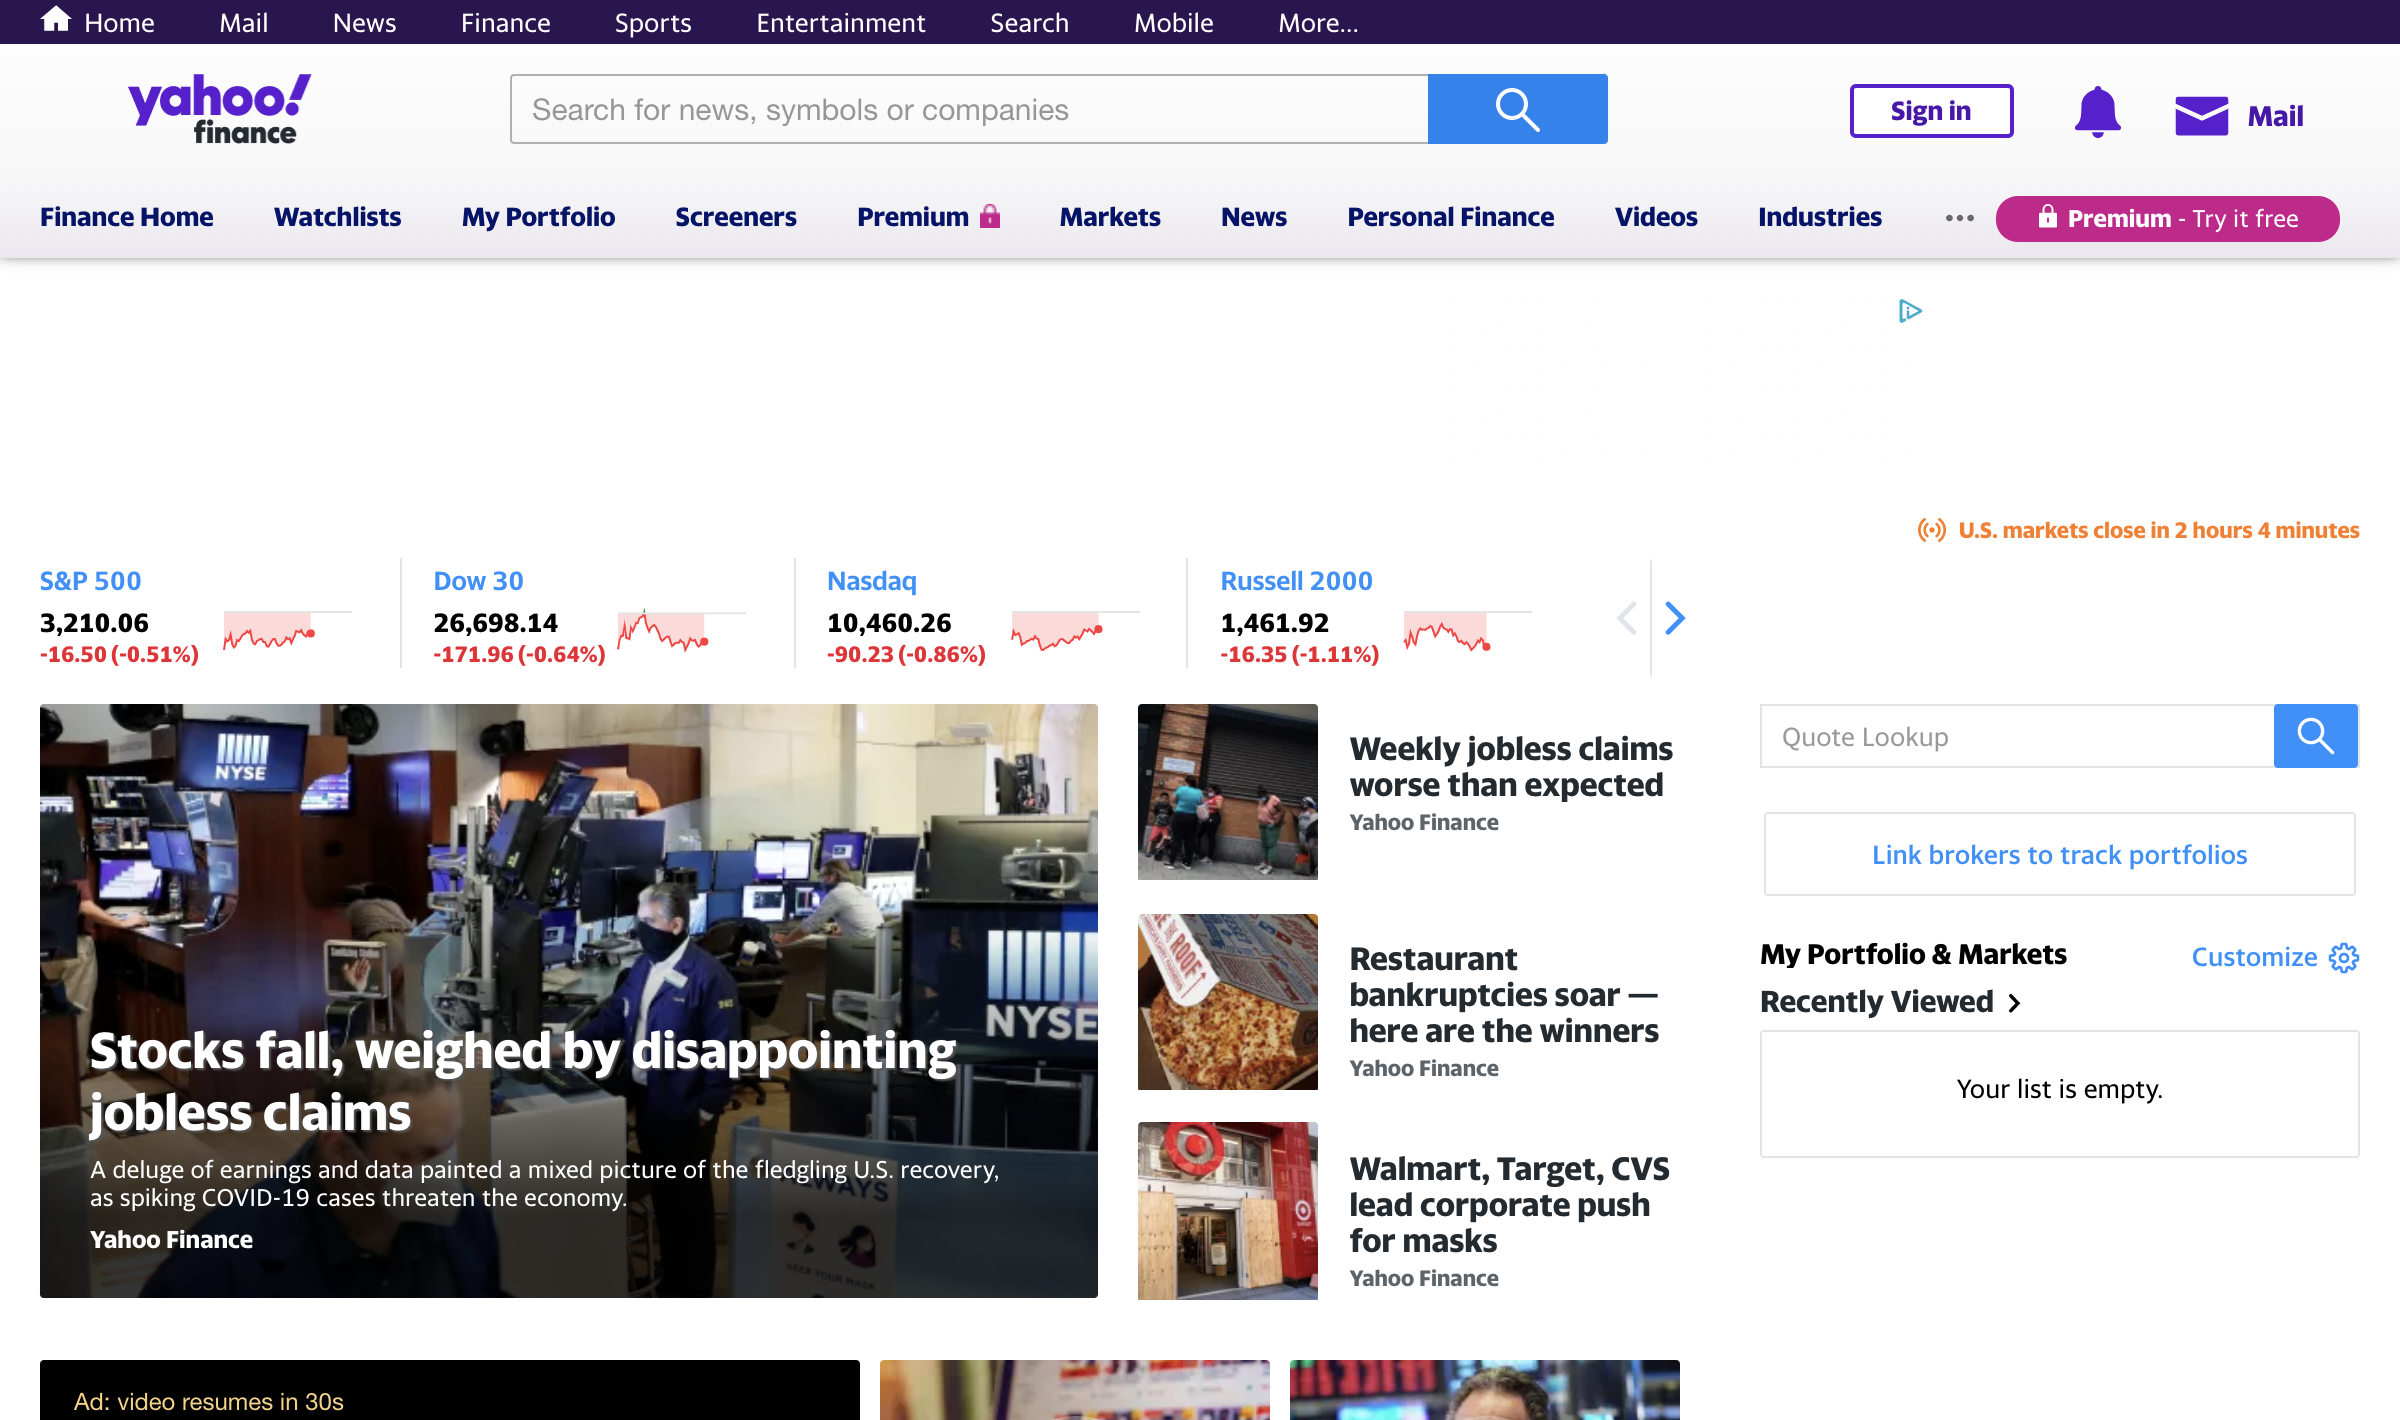 Home Mail News Finance Sports Entertainment Search Mobile More...
yahoo!
finance
Search for news, symbols or companies
Sign in
Mail
Finance Home Watchlists My Portfolio Screeners Premium Markets News Personal Finance Videos Industries
Premium - Try it free
U.S. markets close in 2 hours 4 minutes
S&P 500
3,210.06
-16.50 (-0.51%)
Dow 30
26,698.14
-171.96 (-0.64%)
Nasdaq
10,460.26
-90.23 (-0.86%)
Russell 2000
1,461.92
-16.35 (-1.11%)
NYSE
NYSE
Stocks fall, weighed by disappointing
jobless claims
A deluge of earnings and data painted a mixed picture of the fledgling U.S. recovery,
as spiking COVID-19 cases threaten the economy.
Yahoo Finance
KEEP YOUR MASK
Weekly jobless claims
worse than expected
Yahoo Finance
THE ROOF
Restaurant
bankruptcies soar —
here are the winners
Yahoo Finance
Walmart, Target, CVS
lead corporate push
for masks
Yahoo Finance
Quote Lookup
Link brokers to track portfolios
My Portfolio & Markets
Customize
Recently Viewed
Your list is empty.
Ad: video resumes in 30s